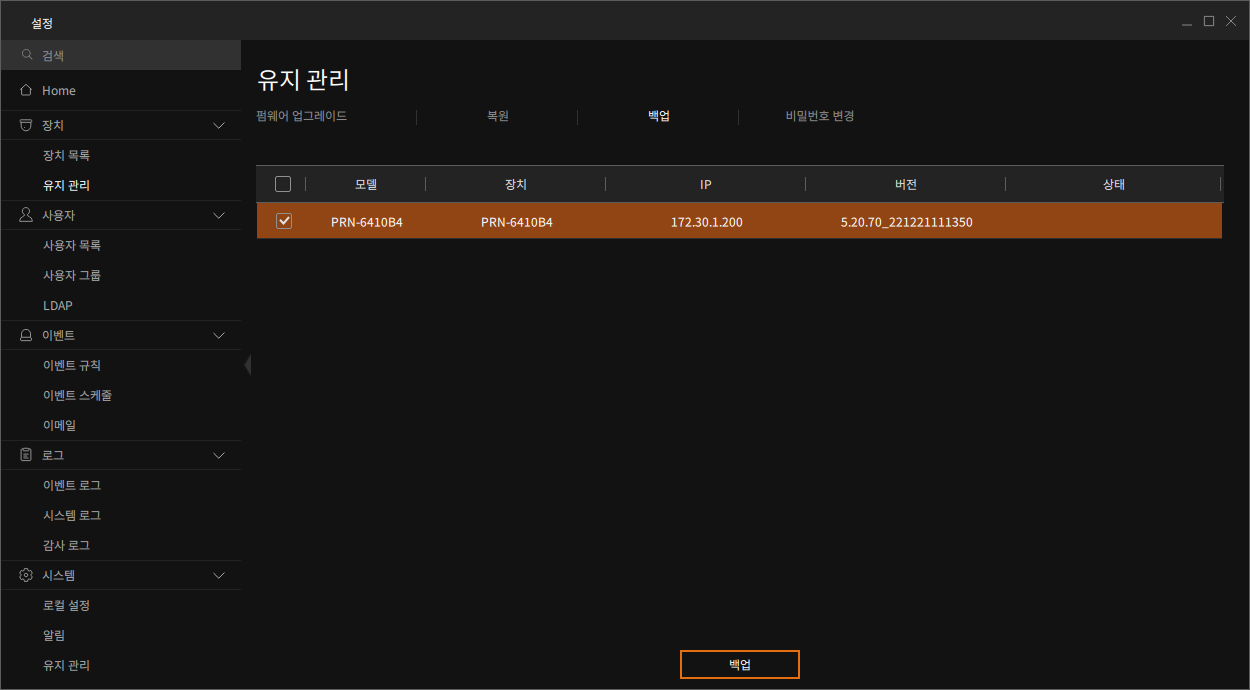 설정
검색
Home
장치
장치 목록
유지 관리
사용자
사용자 목록
사용자 그룹
LDAP
이벤트
이벤트 규칙
이벤트 스케줄
이메일
로그
이벤트 로그
시스템 로그
감사 로그
시스템
로컬 설정
알림
유지 관리
유지 관리
펌웨어 업그레이드 복원 백업 비밀번호 변경
모델 장치 IP 버전 상태
PRN-6410B4 PRN-6410B4 172.30.1.200 5.20.70_221221111350
백업